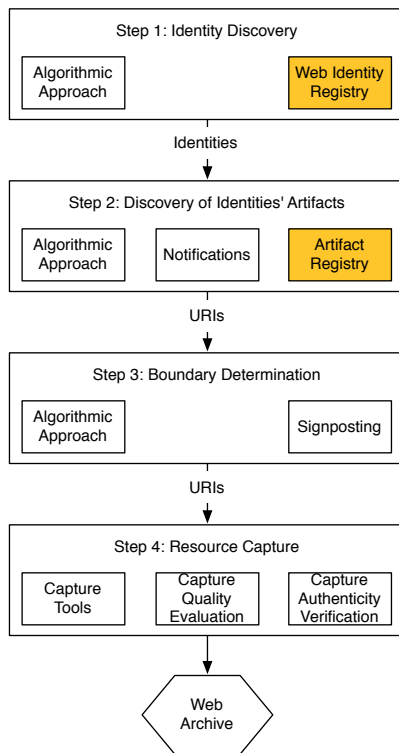 Step 1: Identity Discovery
Algorithmic
Approach
Web Identity
Registry
Identities
Step 2: Discovery of Identities' Artifacts
Algorithmic
Approach
Notifications
Artifact
Registry
URIs
Step 3: Boundary Determination
Algorithmic
Approach
Signposting
URIs
Step 4: Resource Capture
Capture
Tools
Capture
Quality
Evaluation
Capture
Authenticity
Verification
Web
Archive